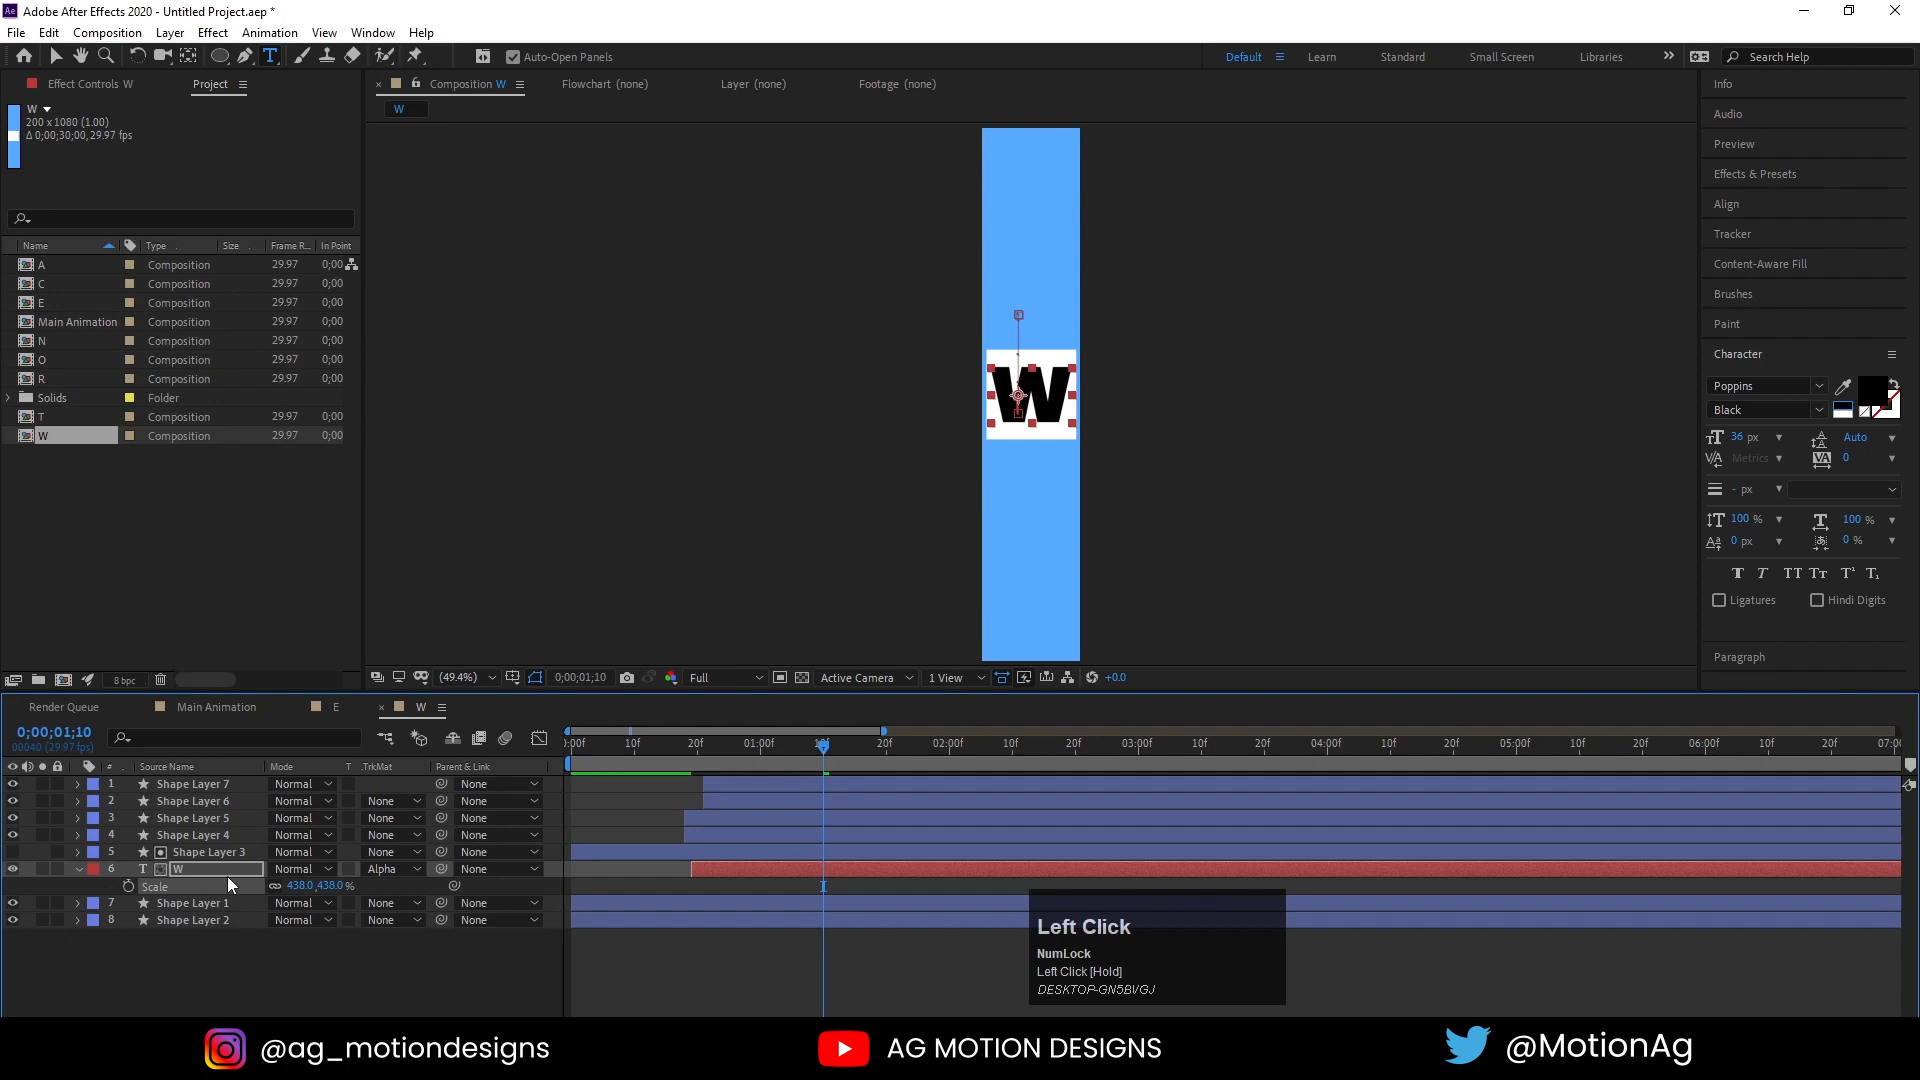 Adobe After Effects 2020 - Untitled Project.aep *
File Edit Composition Layer Effect Animation View Window Help
Auto-Open Panels
Default Learn Standard Small Screen Libraries Search Help
Effect Controls W Project
Composition W Flowchart (none) Layer (none) Footage (none)
W
W
200 x 1080 (1.00)
Δ 0;00;30;00, 29.97 fps
Name Type Size Frame R... In Point
A Composition 29.97 0;00
C Composition 29.97 0;00
E Composition 29.97 0;00
Main Animation Composition 29.97 0;00
N Composition 29.97 0;00
O Composition 29.97 0;00
R Composition 29.97 0;00
Solids Folder
T Composition 29.97 0;00
W Composition 29.97 0;00
8 bpc
W
(49.4%) 0;00;01;10 Full Active Camera 1 View +0.0
Info
Audio
Preview
Effects & Presets
Align
Tracker
Content-Aware Fill
Brushes
Paint
Character
Poppins
Black
36 px Auto
Metrics 0
- px
100 % 100 %
0 px 0 %
Ligatures Hindi Digits
Paragraph
Render Queue Main Animation E W
0;00;01;10
00040 (29.97 fps)
:00f 10f 20f 01:00f 10f 20f 02:00f 10f 20f 03:00f 10f 20f 04:00f 10f 20f 05:00f 10f 20f 06:00f 10f 20f 07:0
# Source Name Mode T .TrkMat Parent & Link
1 Shape Layer 7 Normal None
2 Shape Layer 6 Normal None None
3 Shape Layer 5 Normal None None
4 Shape Layer 4 Normal None None
5 Shape Layer 3 Normal None None
6 T W Normal Alpha None
Scale 438.0,438.0%
7 Shape Layer 1 Normal None None
8 Shape Layer 2 Normal None None
Left Click
NumLock
Left Click [Hold]
DESKTOP-GN5BVGJ
@ag_motiondesigns AG MOTION DESIGNS @MotionAg